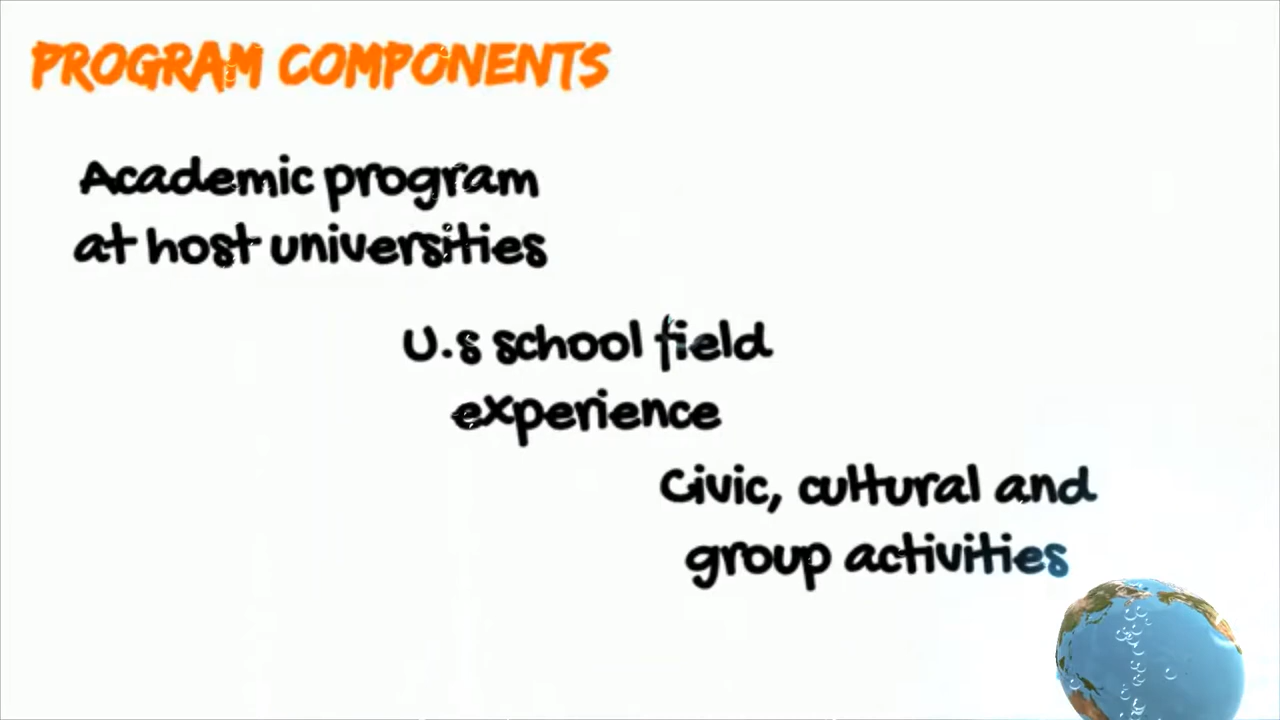 PROGRAM COMPONENTS
Academic program
at host universities
U.s school field
experience
Civic, cultural and
group activities